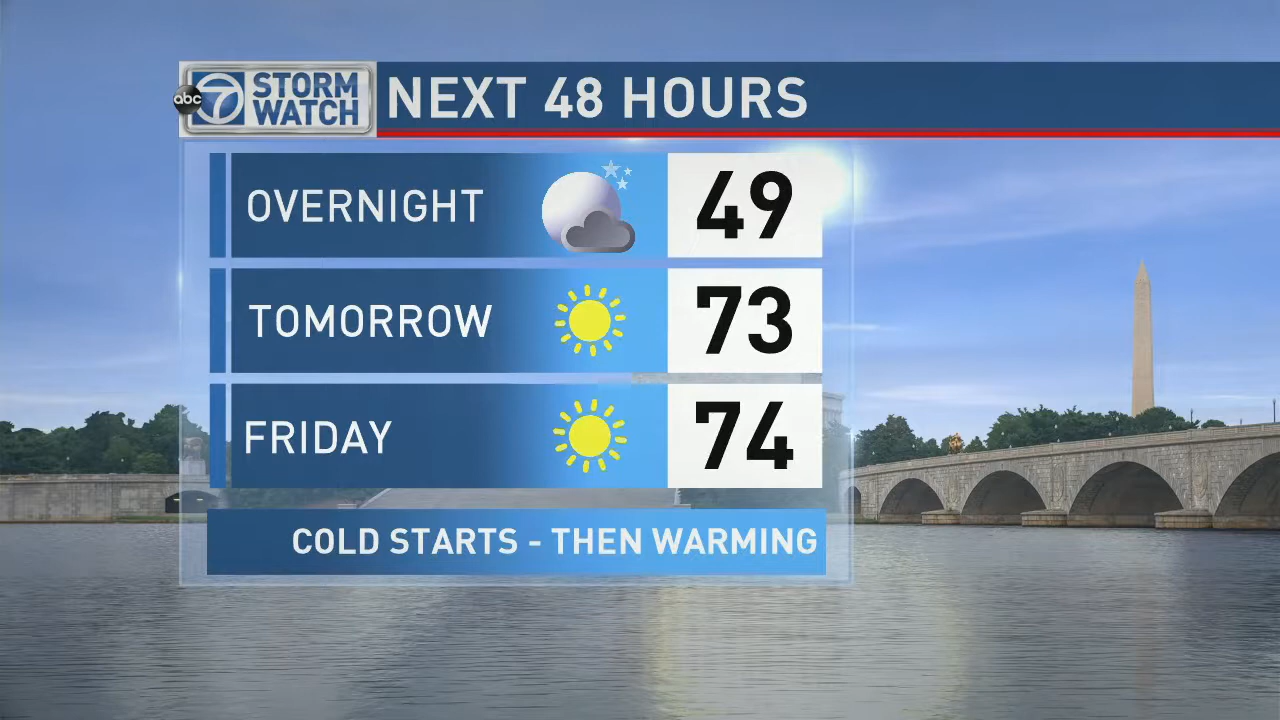 abc 7 STORM WATCH
NEXT 48 HOURS
OVERNIGHT 49
TOMORROW 73
FRIDAY 74
COLD STARTS - THEN WARMING